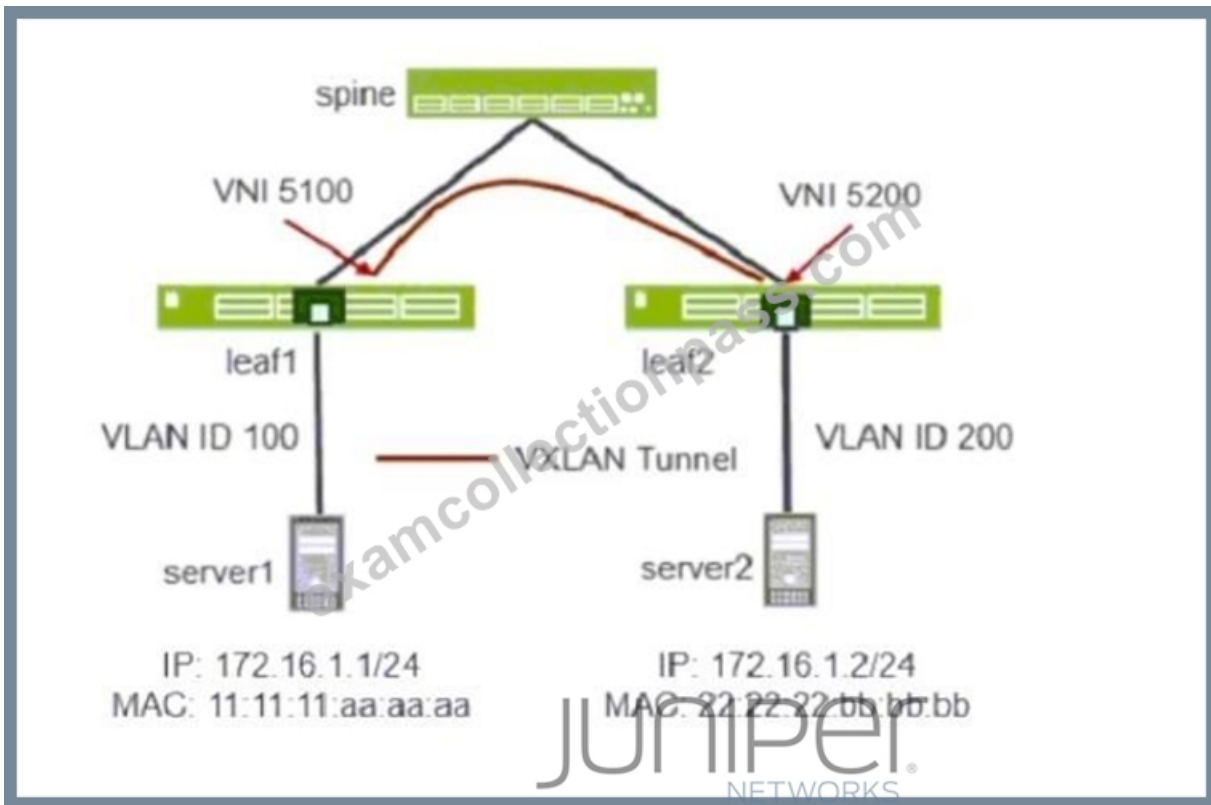 spine
VNI 5100
VNI 5200
leaf1
leaf2
VLAN ID 100
VLAN ID 200
VXLAN Tunnel
server1
server2
IP: 172.16.1.1/24
IP: 172.16.1.2/24
MAC: 11:11:11:aa:aa:aa
MAC: 22:22:22:bb:bb:bb
examcollectionpass.com
JUNIPEr
NETWORKS